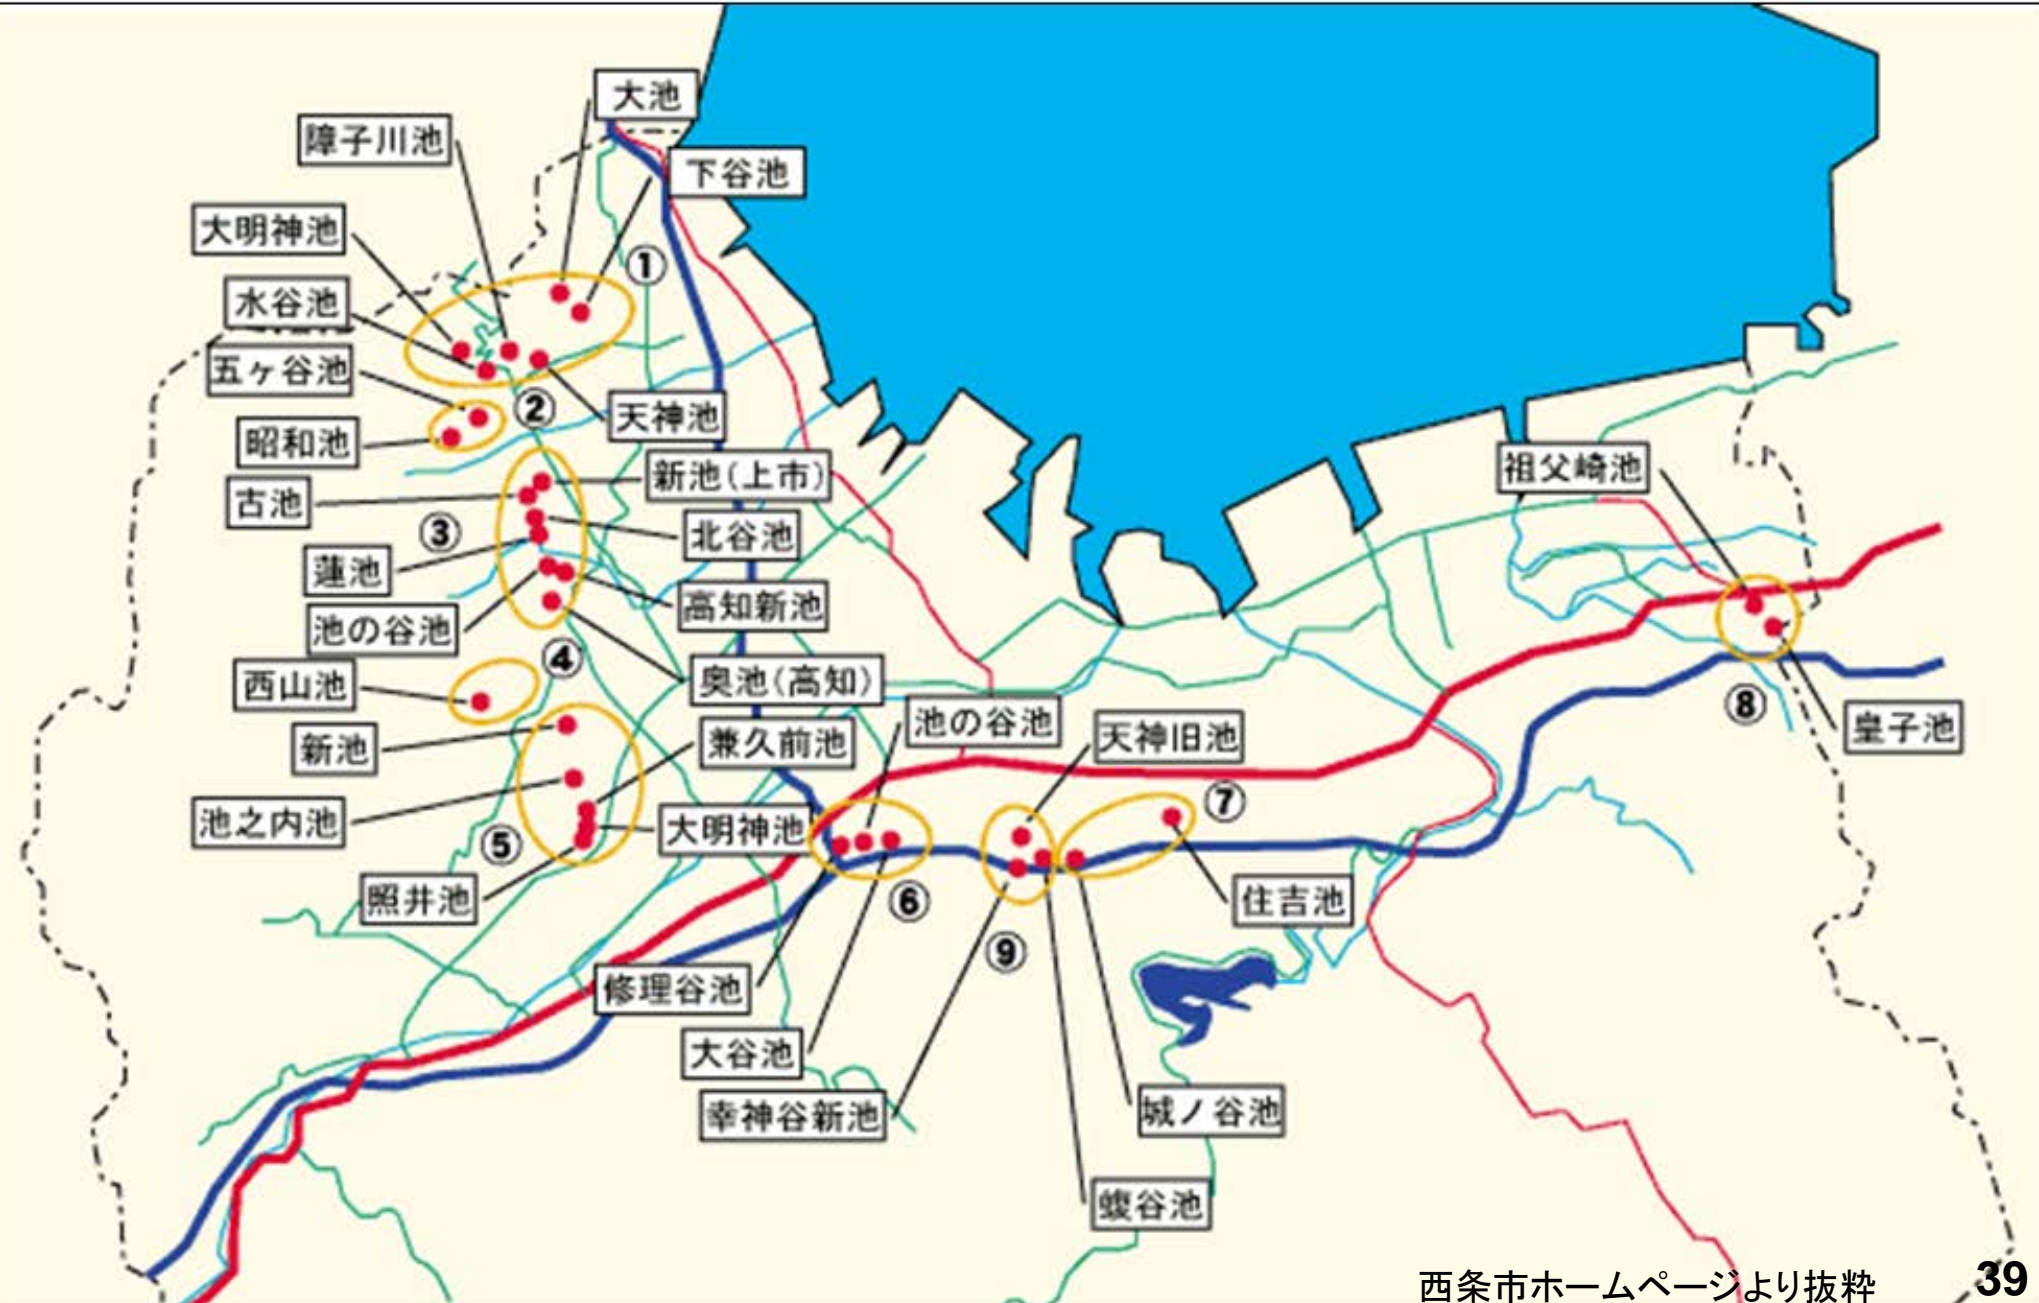 大池
障子川池
下谷池
大明神池
①
水谷池
五ヶ谷池
②
天神池
昭和池
新池(上市)
祖父崎池
古池
③
北谷池
蓮池
高知新池
池の谷池
④
西山池
奥池(高知)
⑧
池の谷池
新池
兼久前池
天神旧池
皇子池
⑦
池之内池
大明神池
⑤
照井池
⑥
住吉池
⑨
修理谷池
大谷池
幸神谷新池
城ノ谷池
蝮谷池
西条市ホームページより抜粋
39